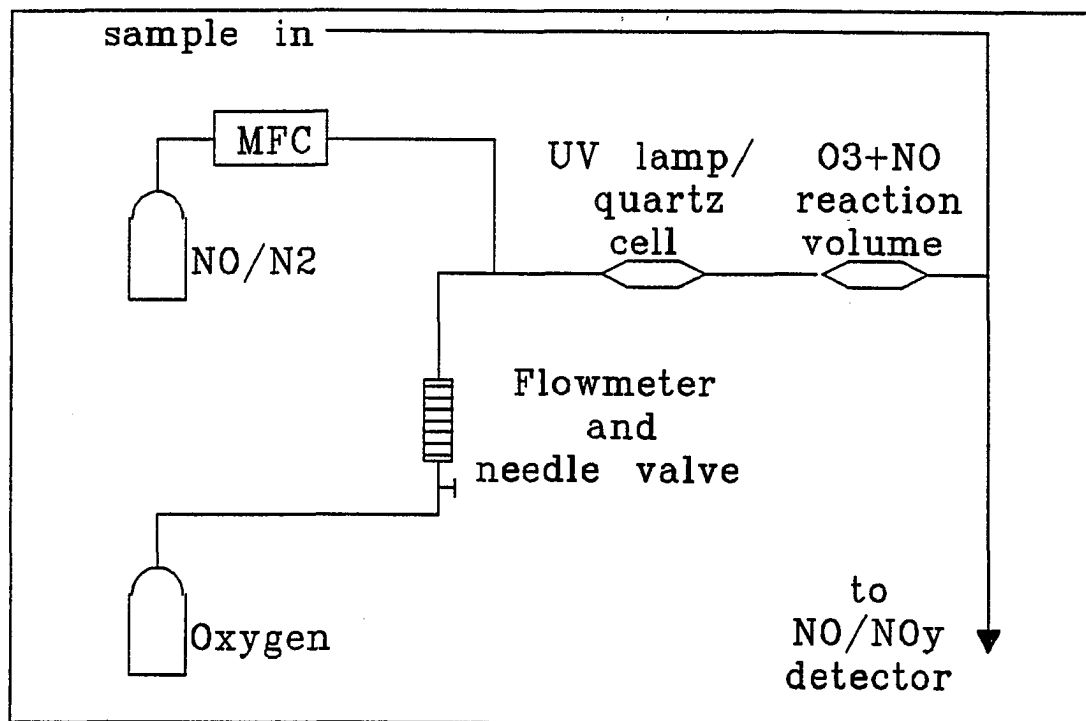 sample in
MFC
NO/N2
UV lamp/
quartz
cell
O3+NO
reaction
volume
Flowmeter
and
needle valve
Oxygen
to
NO/NOy
detector